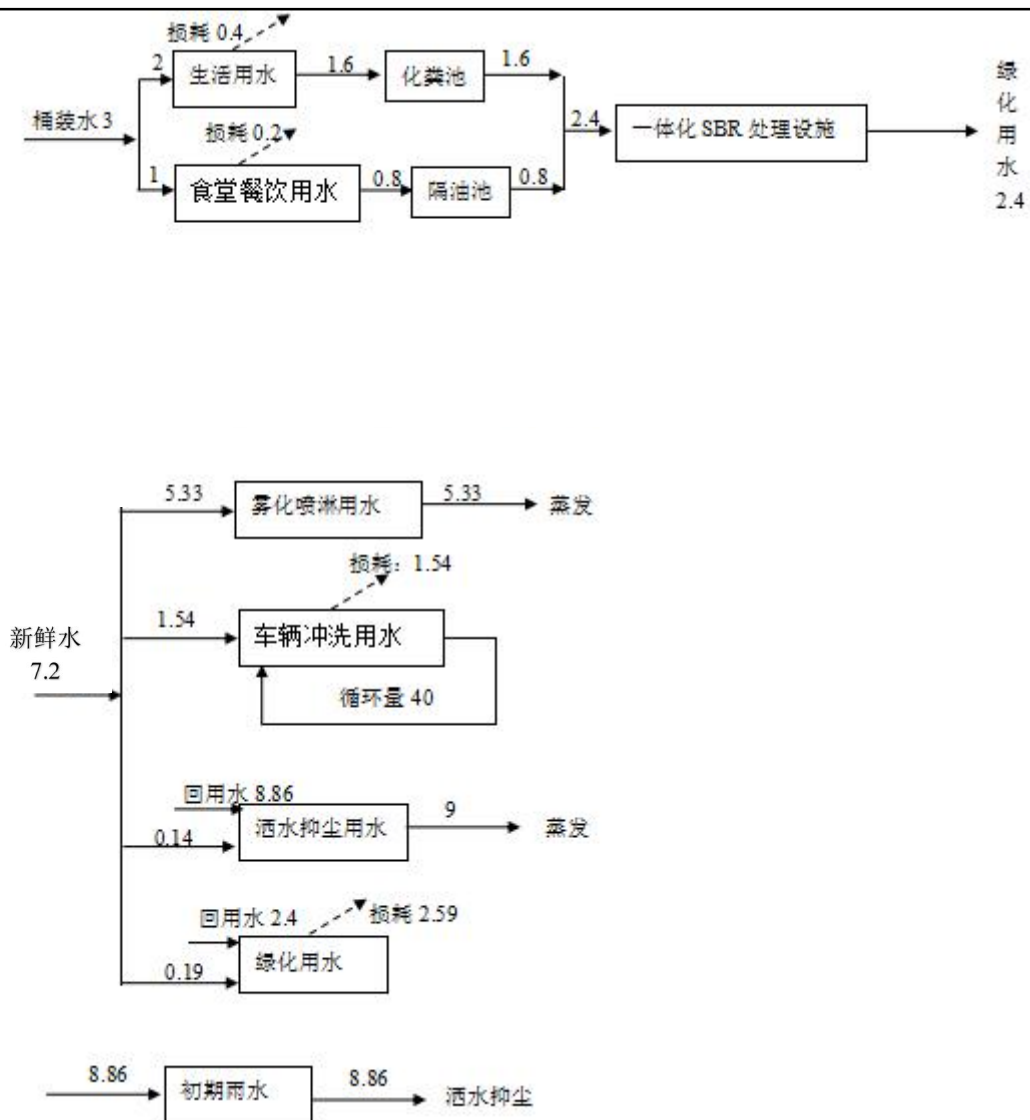 损耗 0.4
2
生活用水
1.6
化粪池
1.6
桶装水 3
损耗 0.2
2.4
一体化 SBR 处理设施
绿化用水 2.4
1
食堂餐饮用水
0.8
隔油池
0.8
5.33
雾化喷淋用水
5.33
蒸发
损耗：1.54
1.54
车辆冲洗用水
新鲜水
7.2
循环量 40
回用水 8.86
洒水抑尘用水
9
蒸发
0.14
回用水 2.4
损耗 2.59
绿化用水
0.19
8.86
初期雨水
8.86
洒水抑尘